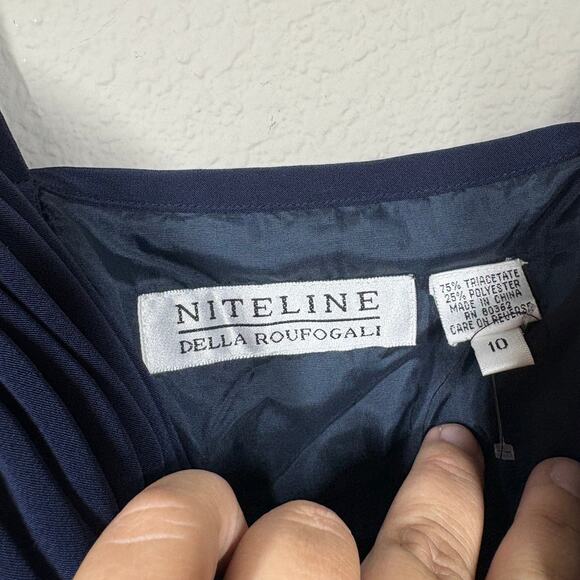 NITELINE
DELLA ROUFOGALI
75% TRIACETATE
25% POLYESTER
MADE IN CHINA
RN 80362
CARE ON REVERSE
10